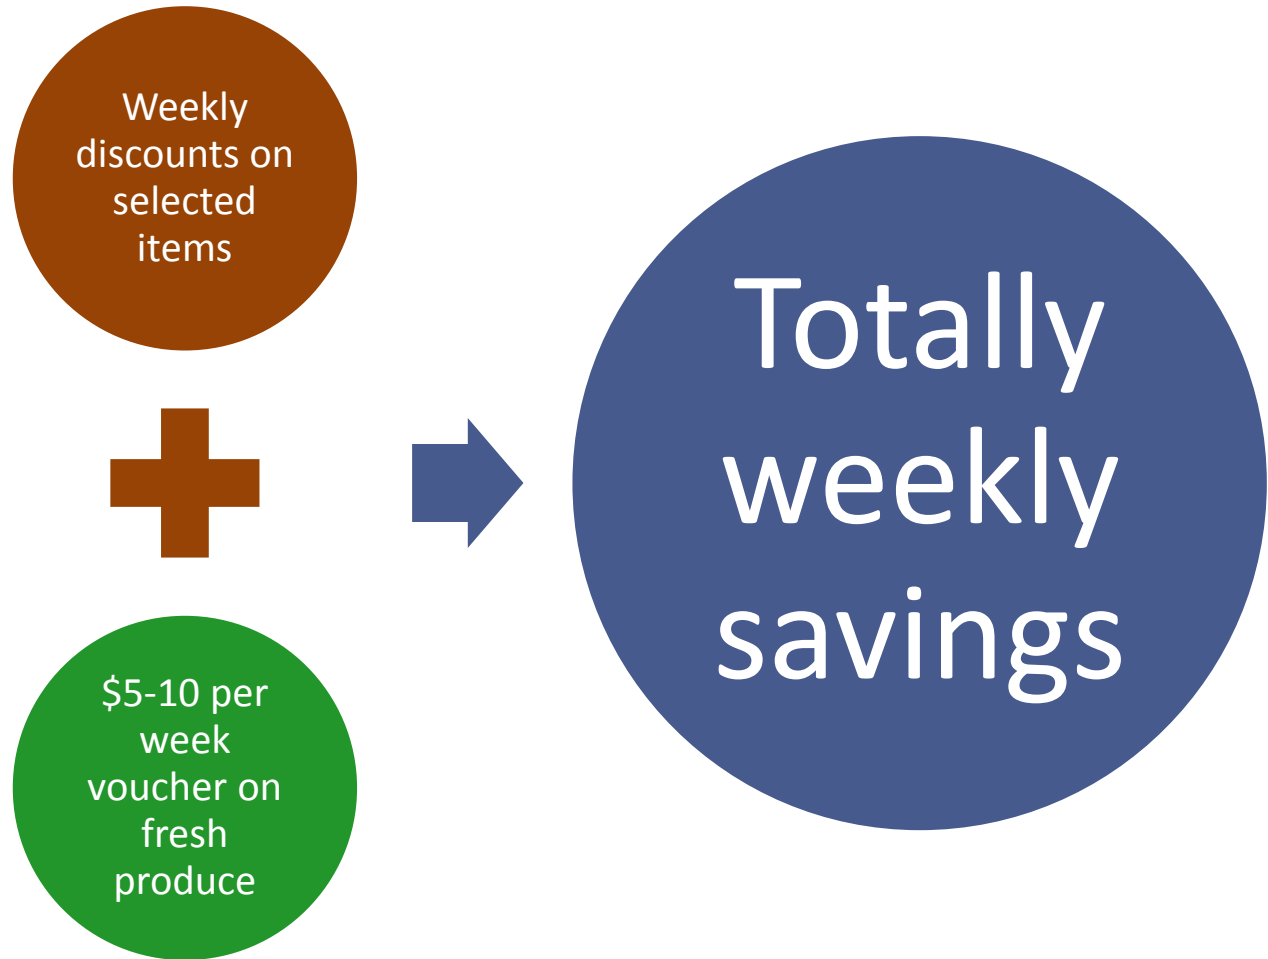 Weekly
discounts on
selected
items
$5-10 per
week
voucher on
fresh
produce
Totally
weekly
savings